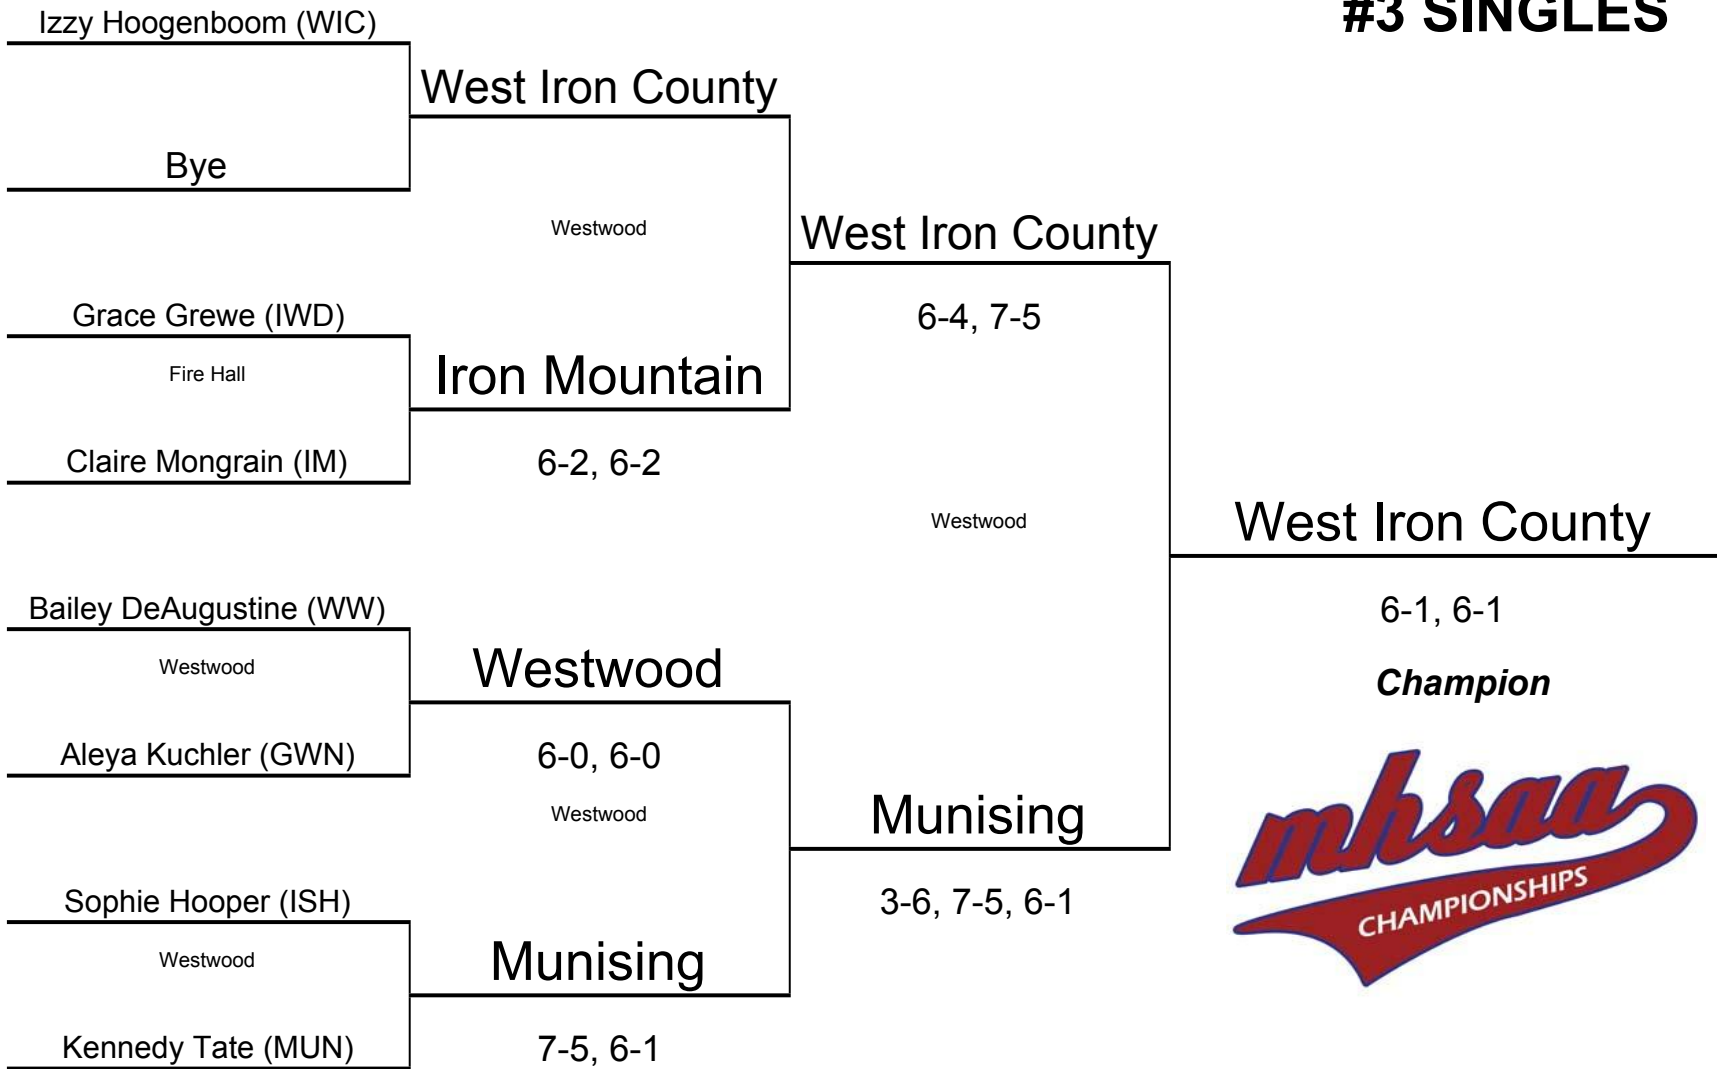 #3 SINGLES
Izzy Hoogenboom (WIC)
West Iron County
Bye
Westwood
West Iron County
Grace Grewe (IWD)
6-4, 7-5
Fire Hall
Iron Mountain
Claire Mongrain (IM)
6-2, 6-2
Westwood
West Iron County
Bailey DeAugustine (WW)
6-1, 6-1
Westwood
Westwood
Champion
Aleya Kuchler (GWN)
6-0, 6-0
Westwood
Munising
mhsaa
CHAMPIONSHIPS
Sophie Hooper (ISH)
3-6, 7-5, 6-1
Westwood
Munising
Kennedy Tate (MUN)
7-5, 6-1